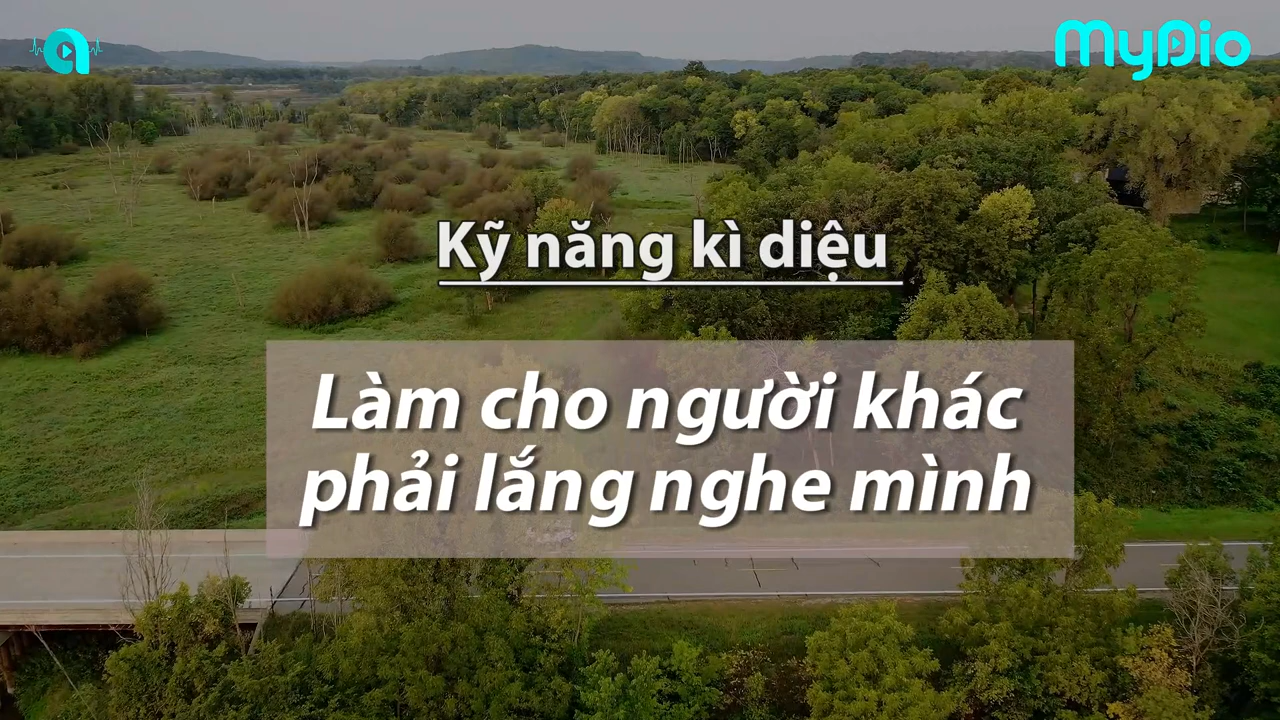 MyDio
Kỹ năng kì diệu
Làm cho người khác
phải lắng nghe mình